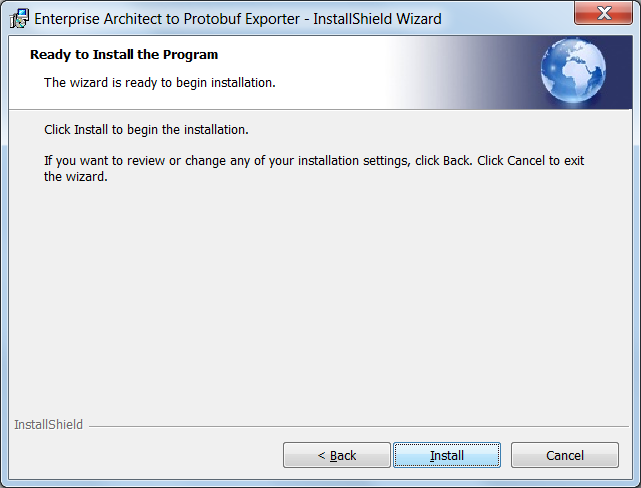 Enterprise Architect to Protobuf Exporter - InstallShield Wizard
Ready to Install the Program
The wizard is ready to begin installation.
Click Install to begin the installation.
If you want to review or change any of your installation settings, click Back. Click Cancel to exit
the wizard.
InstallShield
< Back
Install
Cancel